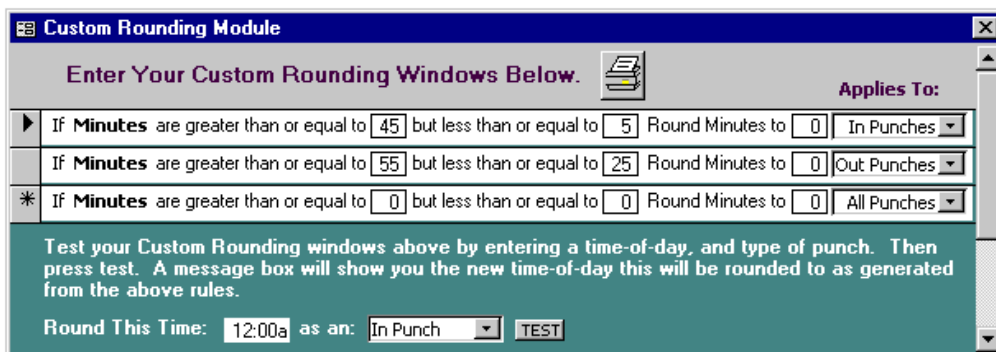 Custom Rounding Module
Enter Your Custom Rounding Windows Below.
Applies To:
If Minutes are greater than or equal to 45 but less than or equal to 5 Round Minutes to 0 In Punches
If Minutes are greater than or equal to 55 but less than or equal to 25 Round Minutes to 0 Out Punches
If Minutes are greater than or equal to 0 but less than or equal to 0 Round Minutes to 0 All Punches
Test your Custom Rounding windows above by entering a time-of-day, and type of punch. Then
press test. A message box will show you the new time-of-day this will be rounded to as generated
from the above rules.
Round This Time: 12:00a as an: In Punch TEST